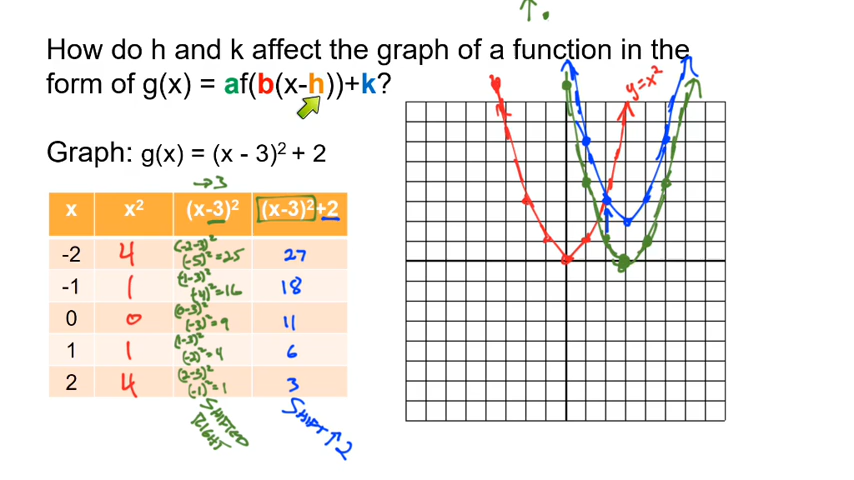 How do h and k affect the graph of a function in the
form of g(x) = af(b(x-h))+k?
y=x²
Graph: g(x) = (x - 3)² + 2
→3
x x² (x-3)² (x-3)²+2
-2 4 (-2-3)² (-5)²=25 27
-1 1 (-1-3)² (-4)²=16 18
0 0 (0-3)² (-3)²=9 11
1 1 (1-3)² (-2)²=4 6
2 4 (2-3)² (-1)²=1 3
SHIFTED
RIGHT
SHIFT↑2